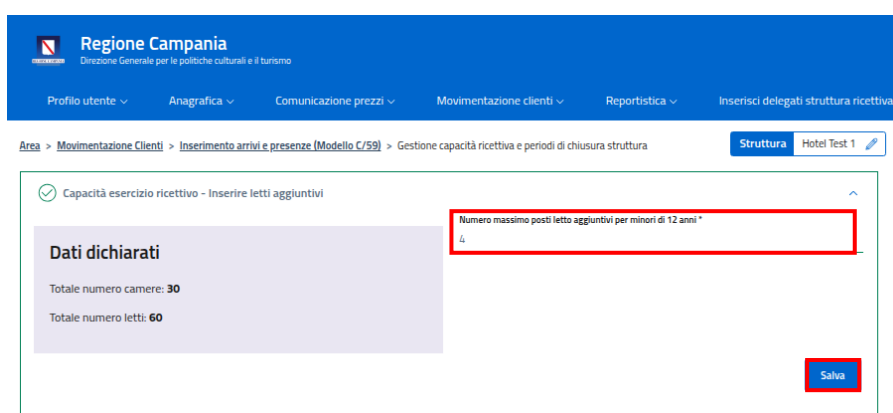 Regione Campania
Direzione Generale per le politiche culturali e il turismo
Profilo utente Anagrafica Comunicazione prezzi Movimentazione clienti Reportistica Inserisci delegati struttura ricettiva
Area > Movimentazione Clienti > Inserimento arrivi e presenze (Modello C/59) > Gestione capacità ricettiva e periodi di chiusura struttura
Struttura Hotel Test 1
Capacità esercizio ricettivo - Inserire letti aggiuntivi
Numero massimo posti letto aggiuntivi per minori di 12 anni *
4
Dati dichiarati
Totale numero camere: 30
Totale numero letti: 60
Salva